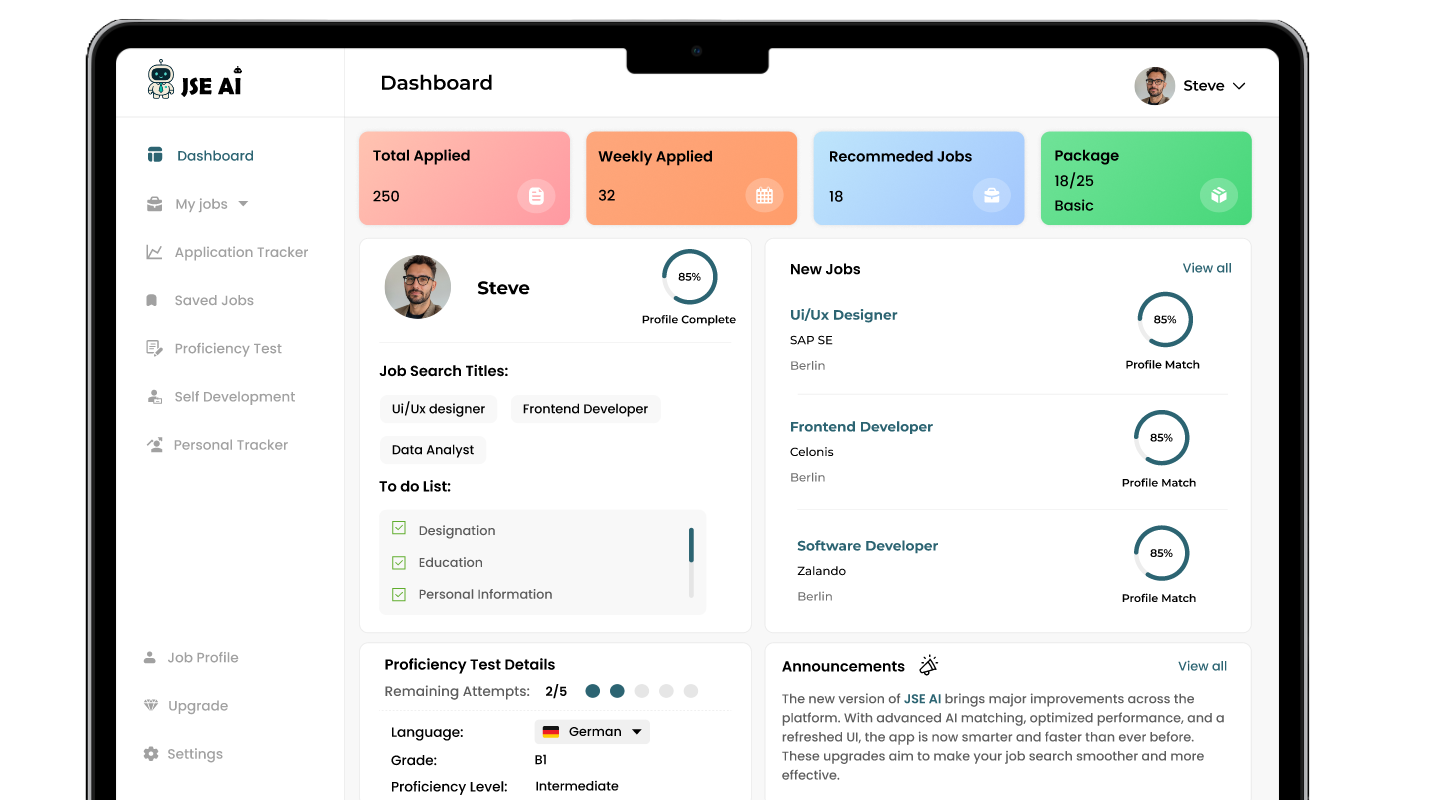 JSE AI
Dashboard
Steve
Dashboard
My jobs
Application Tracker
Saved Jobs
Proficiency Test
Self Development
Personal Tracker
Job Profile
Upgrade
Settings
Total Applied
250
Weekly Applied
32
Recommeded Jobs
18
Package
18/25
Basic
Steve
85%
Profile Complete
Job Search Titles:
Ui/Ux designer
Frontend Developer
Data Analyst
To do List:
Designation
Education
Personal Information
New Jobs
View all
Ui/Ux Designer
SAP SE
Berlin
85%
Profile Match
Frontend Developer
Celonis
Berlin
85%
Profile Match
Software Developer
Zalando
Berlin
85%
Profile Match
Proficiency Test Details
Remaining Attempts: 2/5
Language: German
Grade: B1
Proficiency Level: Intermediate
Announcements
View all
The new version of JSE AI brings major improvements across the
platform. With advanced AI matching, optimized performance, and a
refreshed UI, the app is now smarter and faster than ever before.
These upgrades aim to make your job search smoother and more
effective.